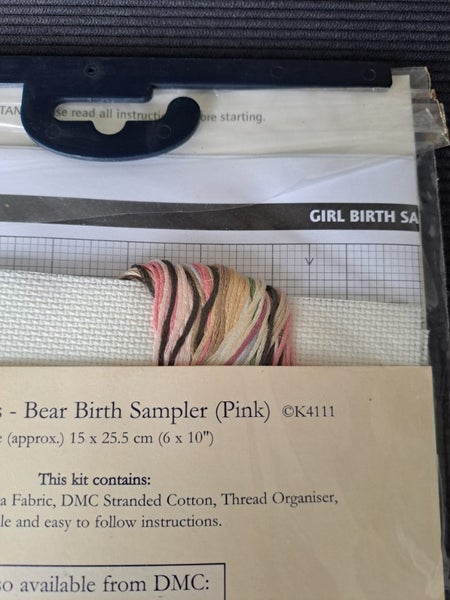 se read all instructi ore starting.
GIRL BIRTH SA
- Bear Birth Sampler (Pink) ©K4111
(approx.) 15 x 25.5 cm (6 x 10")
This kit contains:
a Fabric, DMC Stranded Cotton, Thread Organiser,
le and easy to follow instructions.
so available from DMC: